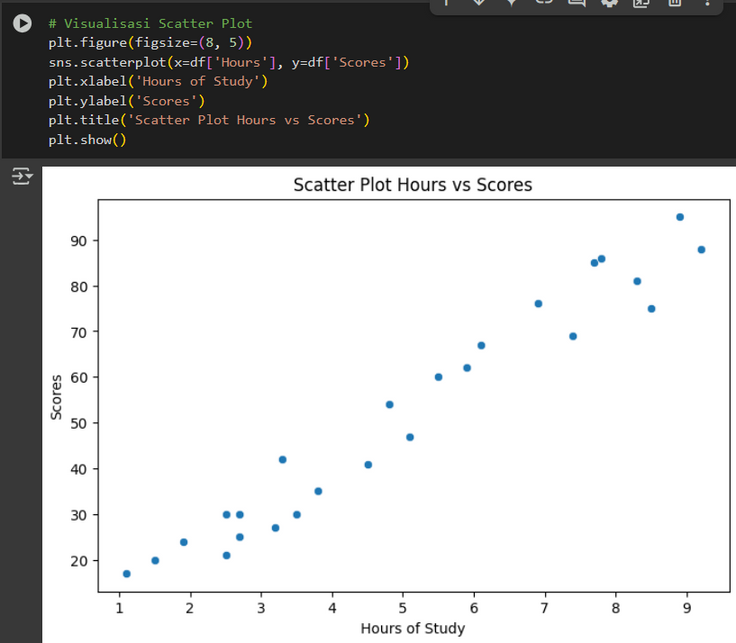 # Visualisasi Scatter Plot
plt.figure(figsize=(8, 5))
sns.scatterplot(x=df['Hours'], y=df['Scores'])
plt.xlabel('Hours of Study')
plt.ylabel('Scores')
plt.title('Scatter Plot Hours vs Scores')
plt.show()
Scatter Plot Hours vs Scores
90
80
70
60
50
40
30
20
Scores
1 2 3 4 5 6 7 8 9
Hours of Study